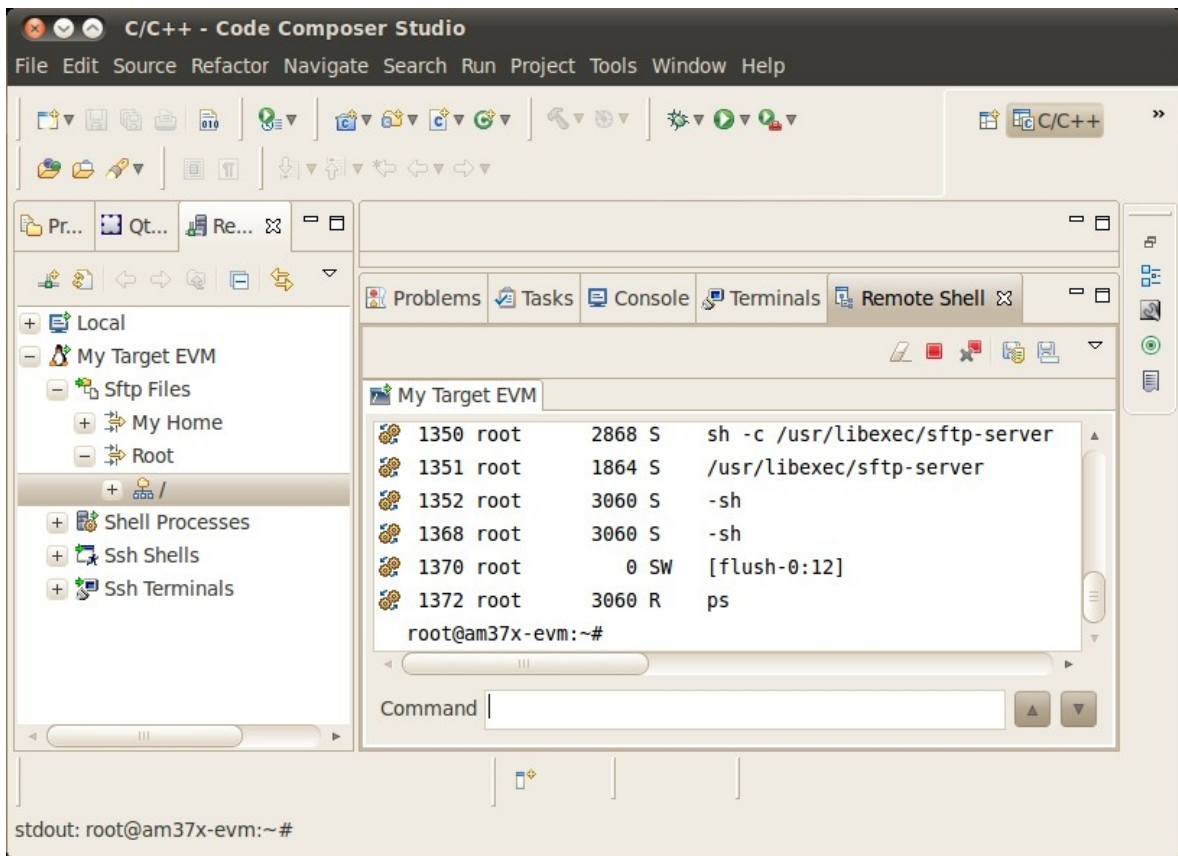 C/C++ - Code Composer Studio
File Edit Source Refactor Navigate Search Run Project Tools Window Help
C/C++
Pr... Qt... Re...
Problems Tasks Console Terminals Remote Shell
Local
My Target EVM
Sftp Files
My Home
Root
/
Shell Processes
Ssh Shells
Ssh Terminals
My Target EVM
1350 root 2868 S sh -c /usr/libexec/sftp-server
1351 root 1864 S /usr/libexec/sftp-server
1352 root 3060 S -sh
1368 root 3060 S -sh
1370 root 0 SW [flush-0:12]
1372 root 3060 R ps
root@am37x-evm:~#
Command
stdout: root@am37x-evm:~#